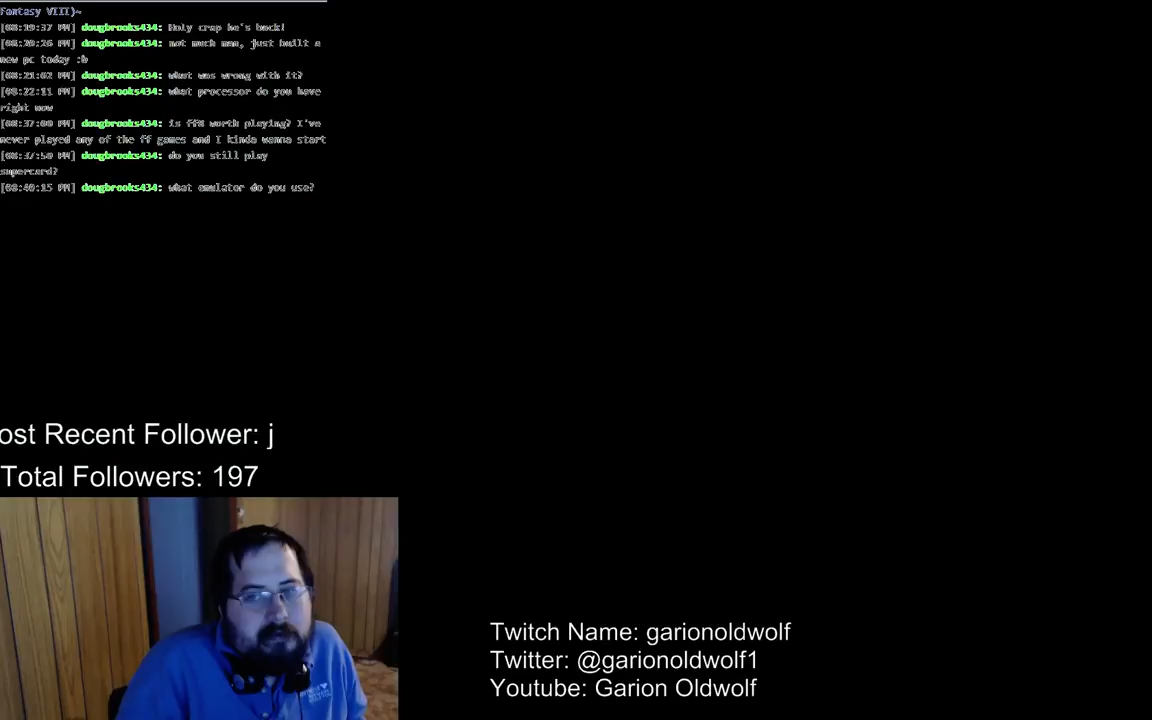 Fantasy VIII)~
[08:19:37 PM] dougbrooks434: Holy crap he's back!
[08:20:26 PM] dougbrooks434: not much man, just built a
new pc today :b
[08:21:02 PM] dougbrooks434: what was wrong with it?
[08:22:11 PM] dougbrooks434: what processor do you have
right now
[08:37:00 PM] dougbrooks434: is ff8 worth playing? I've
never played any of the ff games and I kinda wanna start
[08:37:50 PM] dougbrooks434: do you still play
supercard?
[08:40:15 PM] dougbrooks434: what emulator do you use?
ost Recent Follower: j
Total Followers: 197
Twitch Name: garionoldwolf
Twitter: @garionoldwolf1
Youtube: Garion Oldwolf